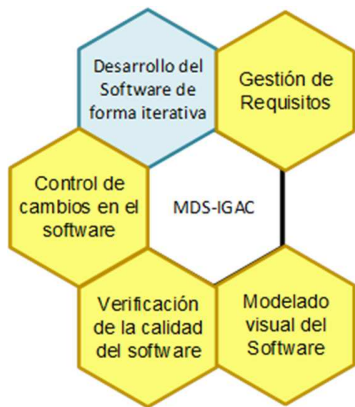 Desarrollo del
Software de
forma iterativa
Gestión de
Requisitos
Control de
cambios en el
software
MDS-IGAC
Verificación
de la calidad
del software
Modelado
visual del
Software